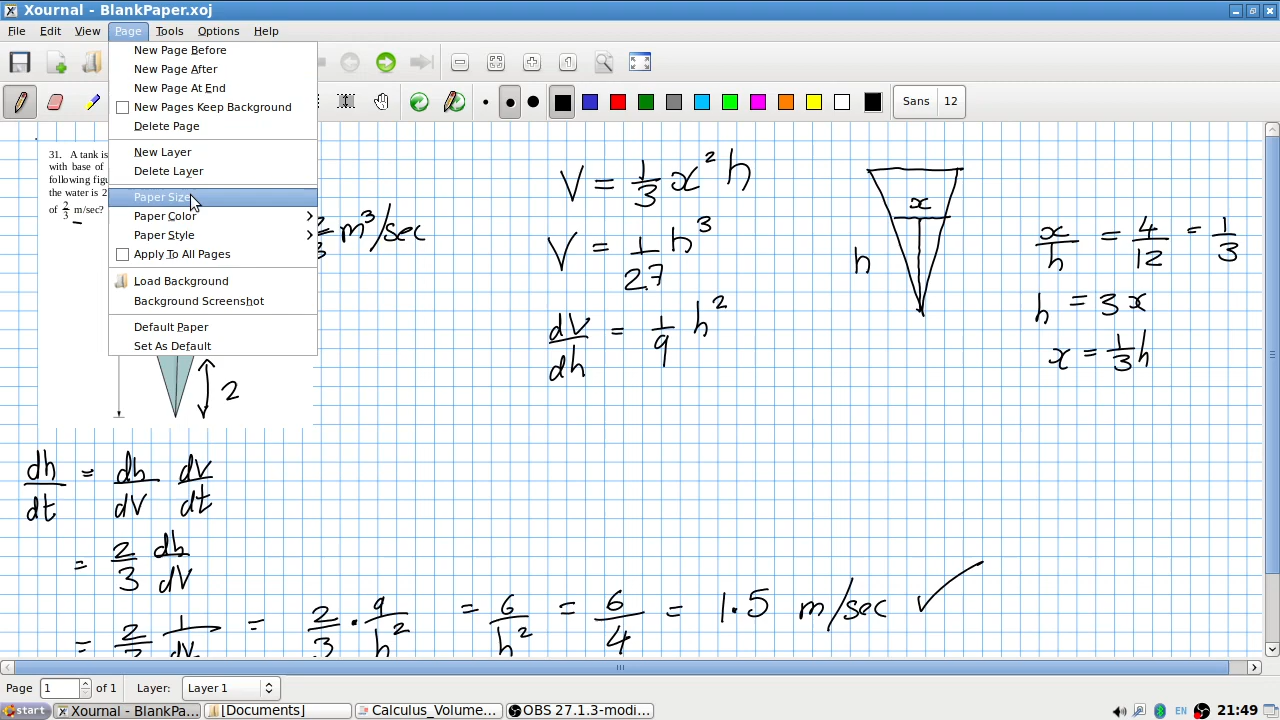 Xournal - BlankPaper.xoj
File Edit View Page Tools Options Help
New Page Before
New Page After
New Page At End
New Pages Keep Background
Delete Page
New Layer
Delete Layer
Paper Size
Paper Color
Paper Style
Apply To All Pages
Load Background
Background Screenshot
Default Paper
Set As Default
Sans 12
31. A tank is
with base of
following figu
the water is 2
of 2/3 m/sec?
m³/sec
2
V = 1/3 x² h
V = 1/27 h³
dV/dh = 1/9 h²
x
h
x/h = 4/12 = 1/3
h = 3x
x = 1/3 h
dh/dt = dh/dV dV/dt
= 2/3 dh/dV
= 2/3 · 9/h² = 6/h² = 6/4 = 1.5 m/sec ✓
Page 1 of 1 Layer: Layer 1
start Xournal - BlankPa... [Documents] Calculus_Volume... OBS 27.1.3-modi... EN 21:49